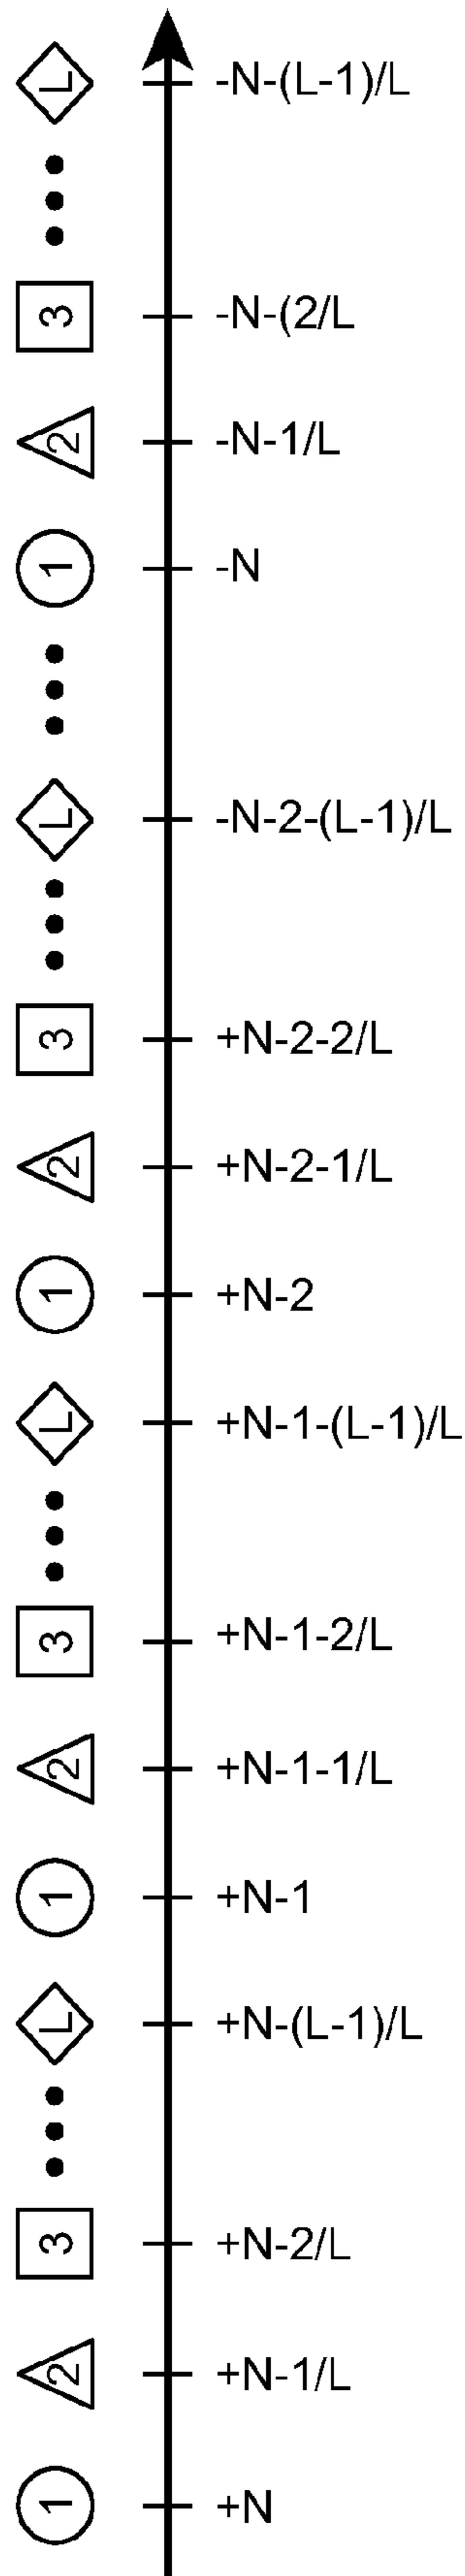 L -N-(L-1)/L
3 -N-(2/L
2 -N-1/L
1 -N
L -N-2-(L-1)/L
3 +N-2-2/L
2 +N-2-1/L
1 +N-2
L +N-1-(L-1)/L
3 +N-1-2/L
2 +N-1-1/L
1 +N-1
L +N-(L-1)/L
3 +N-2/L
2 +N-1/L
1 +N